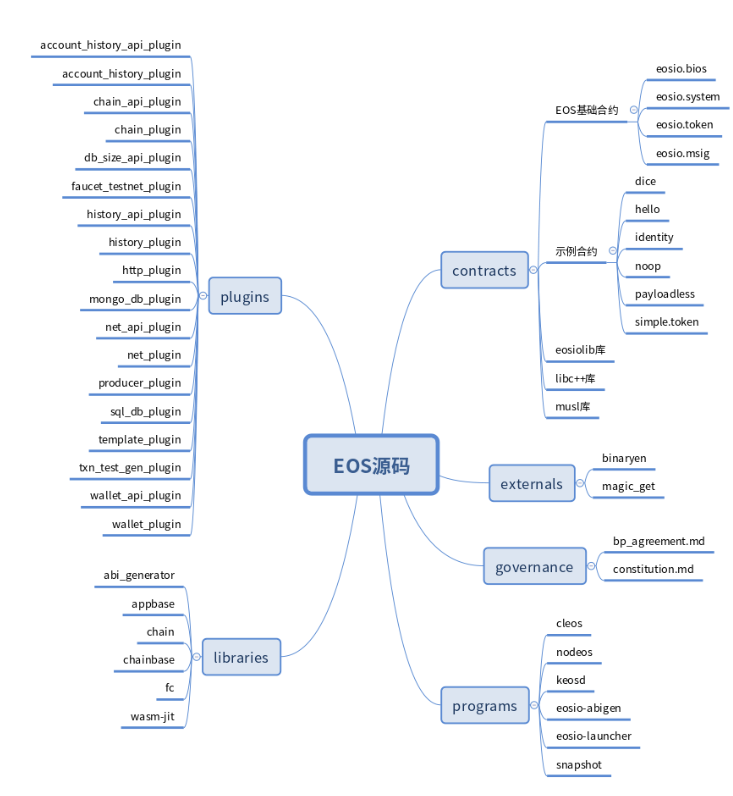 EOS源码
plugins
account_history_api_plugin
account_history_plugin
chain_api_plugin
chain_plugin
db_size_api_plugin
faucet_testnet_plugin
history_api_plugin
history_plugin
http_plugin
mongo_db_plugin
net_api_plugin
net_plugin
producer_plugin
sql_db_plugin
template_plugin
txn_test_gen_plugin
wallet_api_plugin
wallet_plugin
libraries
abi_generator
appbase
chain
chainbase
fc
wasm-jit
contracts
EOS基础合约
eosio.bios
eosio.system
eosio.token
eosio.msig
示例合约
dice
hello
identity
noop
payloadless
simple.token
eosiolib库
libc++库
musl库
externals
binaryen
magic_get
governance
bp_agreement.md
constitution.md
programs
cleos
nodeos
keosd
eosio-abigen
eosio-launcher
snapshot